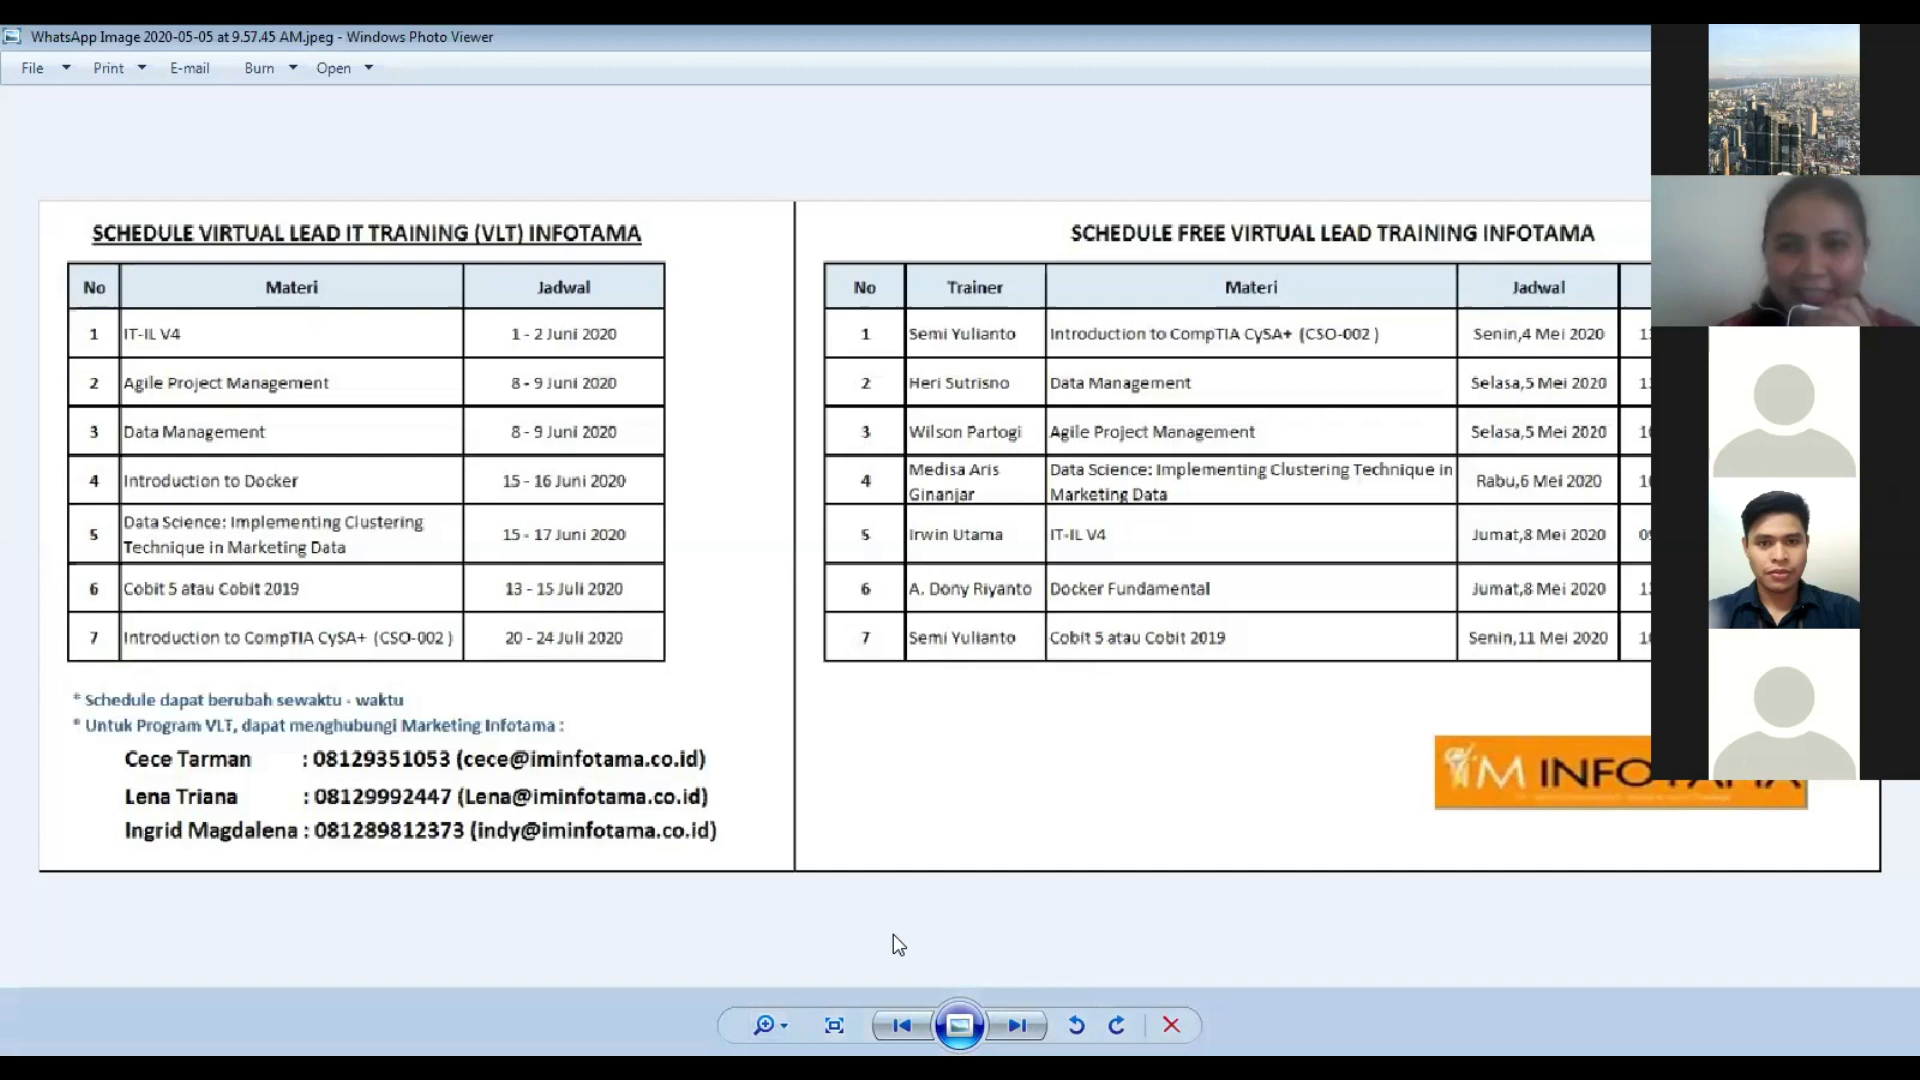 WhatsApp Image 2020-05-05 at 9.57.45 AM.jpeg - Windows Photo Viewer
File Print E-mail Burn Open
SCHEDULE VIRTUAL LEAD IT TRAINING (VLT) INFOTAMA
No Materi Jadwal
1 IT-IL V4 1 - 2 Juni 2020
2 Agile Project Management 8 - 9 Juni 2020
3 Data Management 8 - 9 Juni 2020
4 Introduction to Docker 15 - 16 Juni 2020
5 Data Science: Implementing Clustering Technique in Marketing Data 15 - 17 Juni 2020
6 Cobit 5 atau Cobit 2019 13 - 15 Juli 2020
7 Introduction to CompTIA CySA+ (CSO-002 ) 20 - 24 Juli 2020
* Schedule dapat berubah sewaktu - waktu
* Untuk Program VLT, dapat menghubungi Marketing Infotama :
Cece Tarman : 08129351053 (cece@iminfotama.co.id)
Lena Triana : 08129992447 (Lena@iminfotama.co.id)
Ingrid Magdalena : 081289812373 (indy@iminfotama.co.id)
SCHEDULE FREE VIRTUAL LEAD TRAINING INFOTAMA
No Trainer Materi Jadwal
1 Semi Yulianto Introduction to CompTIA CySA+ (CSO-002 ) Senin,4 Mei 2020
2 Heri Sutrisno Data Management Selasa,5 Mei 2020
3 Wilson Partogi Agile Project Management Selasa,5 Mei 2020
4 Medisa Aris Ginanjar Data Science: Implementing Clustering Technique in Marketing Data Rabu,6 Mei 2020
5 Irwin Utama IT-IL V4 Jumat,8 Mei 2020
6 A. Dony Riyanto Docker Fundamental Jumat,8 Mei 2020
7 Semi Yulianto Cobit 5 atau Cobit 2019 Senin,11 Mei 2020
IM INFOTAMA